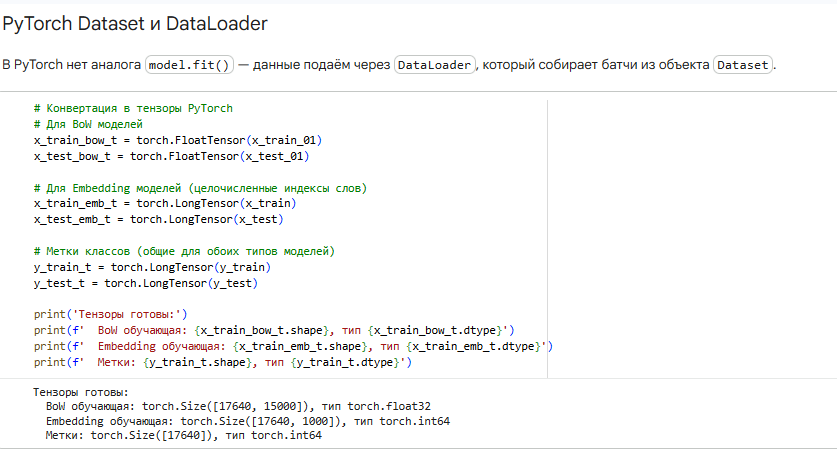 PyTorch Dataset и DataLoader
В PyTorch нет аналога model.fit() — данные подаём через DataLoader, который собирает батчи из объекта Dataset.
# Конвертация в тензоры PyTorch
# Для BoW моделей
x_train_bow_t = torch.FloatTensor(x_train_01)
x_test_bow_t = torch.FloatTensor(x_test_01)
# Для Embedding моделей (целочисленные индексы слов)
x_train_emb_t = torch.LongTensor(x_train)
x_test_emb_t = torch.LongTensor(x_test)
# Метки классов (общие для обоих типов моделей)
y_train_t = torch.LongTensor(y_train)
y_test_t = torch.LongTensor(y_test)
print('Тензоры готовы:')
print(f'  BoW обучающая: {x_train_bow_t.shape}, тип {x_train_bow_t.dtype}')
print(f'  Embedding обучающая: {x_train_emb_t.shape}, тип {x_train_emb_t.dtype}')
print(f'  Метки: {y_train_t.shape}, тип {y_train_t.dtype}')
Тензоры готовы:
  BoW обучающая: torch.Size([17640, 15000]), тип torch.float32
  Embedding обучающая: torch.Size([17640, 1000]), тип torch.int64
  Метки: torch.Size([17640]), тип torch.int64